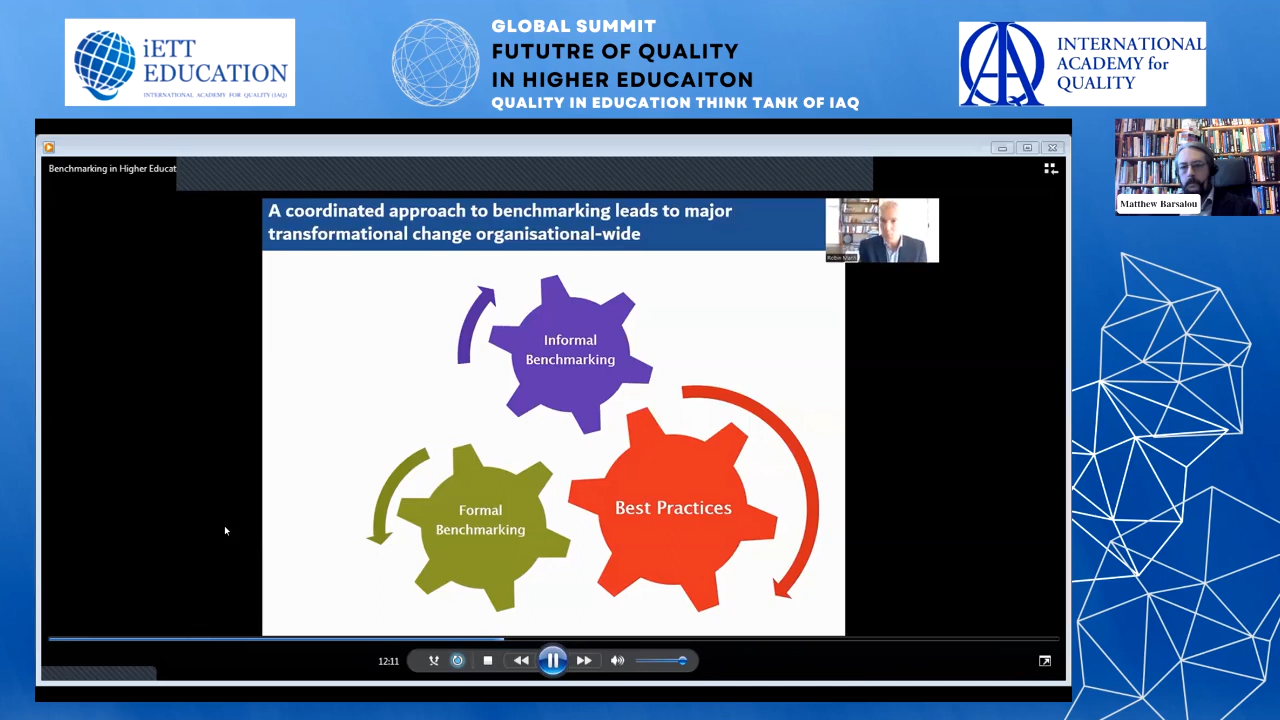 iETT
EDUCATION
INTERNATIONAL ACADEMY FOR QUALITY (IAQ)
GLOBAL SUMMIT
FUTUTRE OF QUALITY
IN HIGHER EDUCAITON
QUALITY IN EDUCATION THINK TANK OF IAQ
INTERNATIONAL
ACADEMY for
QUALITY
Benchmarking in Higher Educat
A coordinated approach to benchmarking leads to major
transformational change organisational-wide
Matthew Barsalou
Informal
Benchmarking
Formal
Benchmarking
Best Practices
12:11